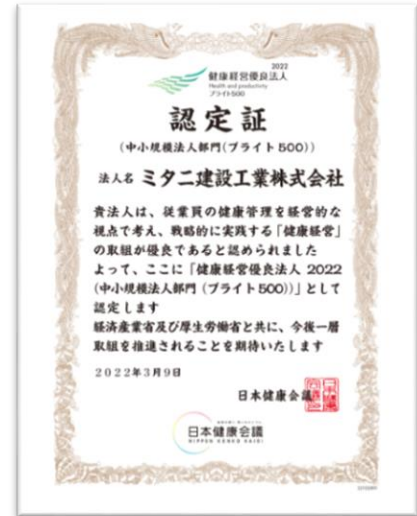 2022
健康経営優良法人
Health and productivity
ブライト500
認定証
(中小規模法人部門(ブライト500))
法人名 ミタニ建設工業株式会社
貴法人は、従業員の健康管理を経営的な
視点で考え、戦略的に実践する「健康経営」
の取組が優良であると認められました
よって、ここに「健康経営優良法人 2022
(中小規模法人部門(ブライト500))」として
認定します
経済産業省及び厚生労働省と共に、今後一層
取組を推進されることを期待いたします
2022年3月9日
日本健康会議
日本健康会議
NIPPON KENKO KAIGI